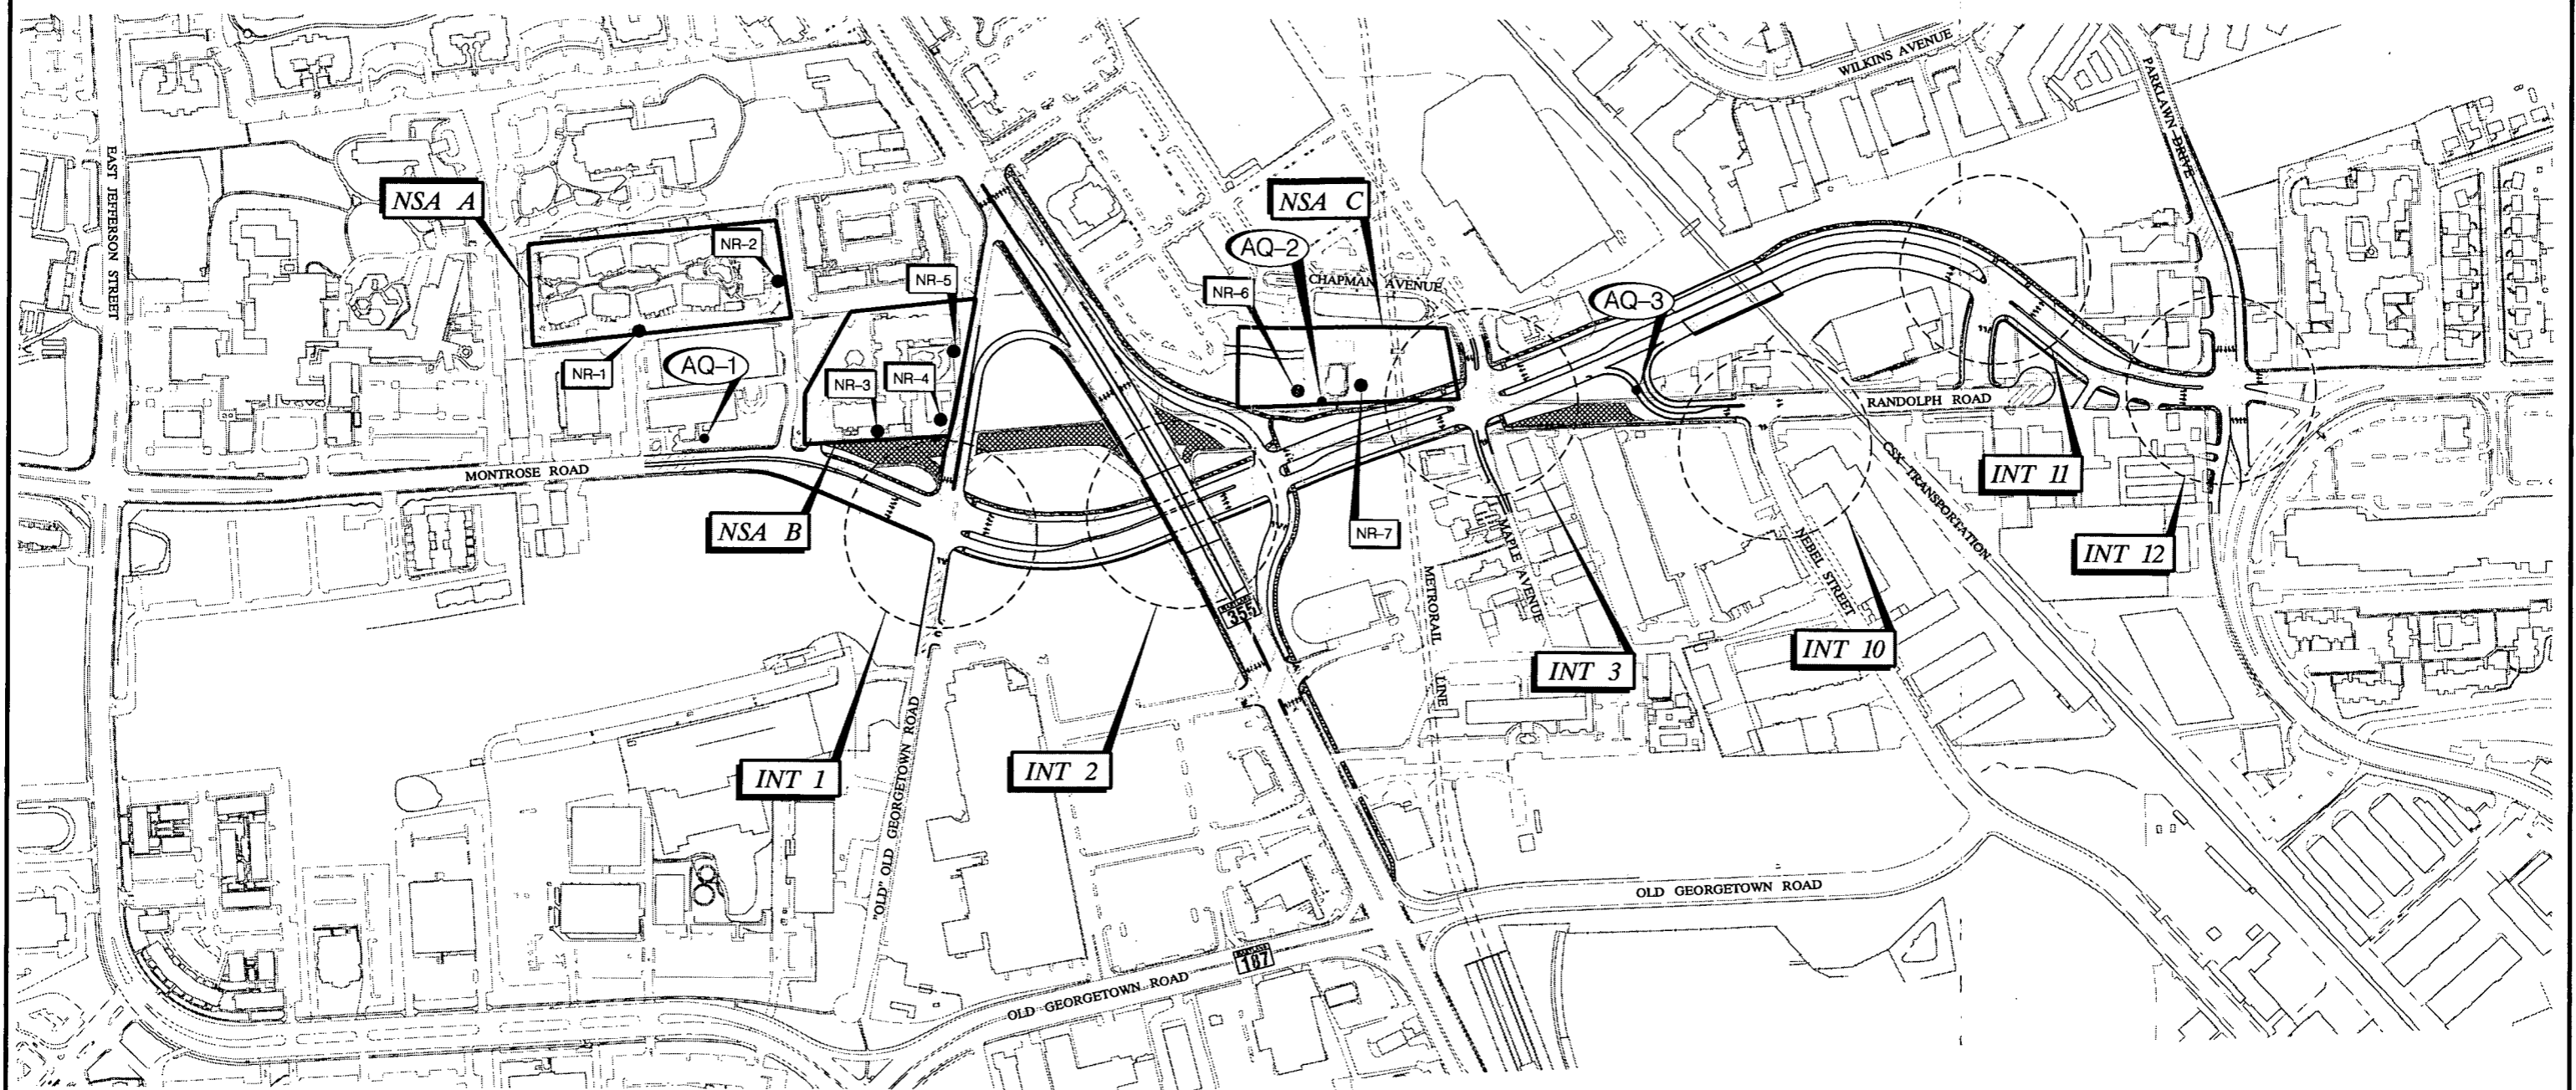 WILKINS AVENUE
PARKLAWN DRIVE
EAST JEFFERSON STREET
NSA A
NSA C
NR-2
AQ-2
NR-5
NR-6
CHAPMAN AVENUE
AQ-3
NR-1
AQ-1
NR-3
NR-4
RANDOLPH ROAD
MONTROSE ROAD
CSX TRANSPORTATION
INT 11
NSA B
NR-7
MAPLE AVENUE
NEBEL STREET
INT 12
METRORAIL LINE
MARYLAND
355
INT 3
INT 10
INT 1
INT 2
"OLD" OLD GEORGETOWN ROAD
OLD GEORGETOWN ROAD
MARYLAND
187
OLD GEORGETOWN ROAD